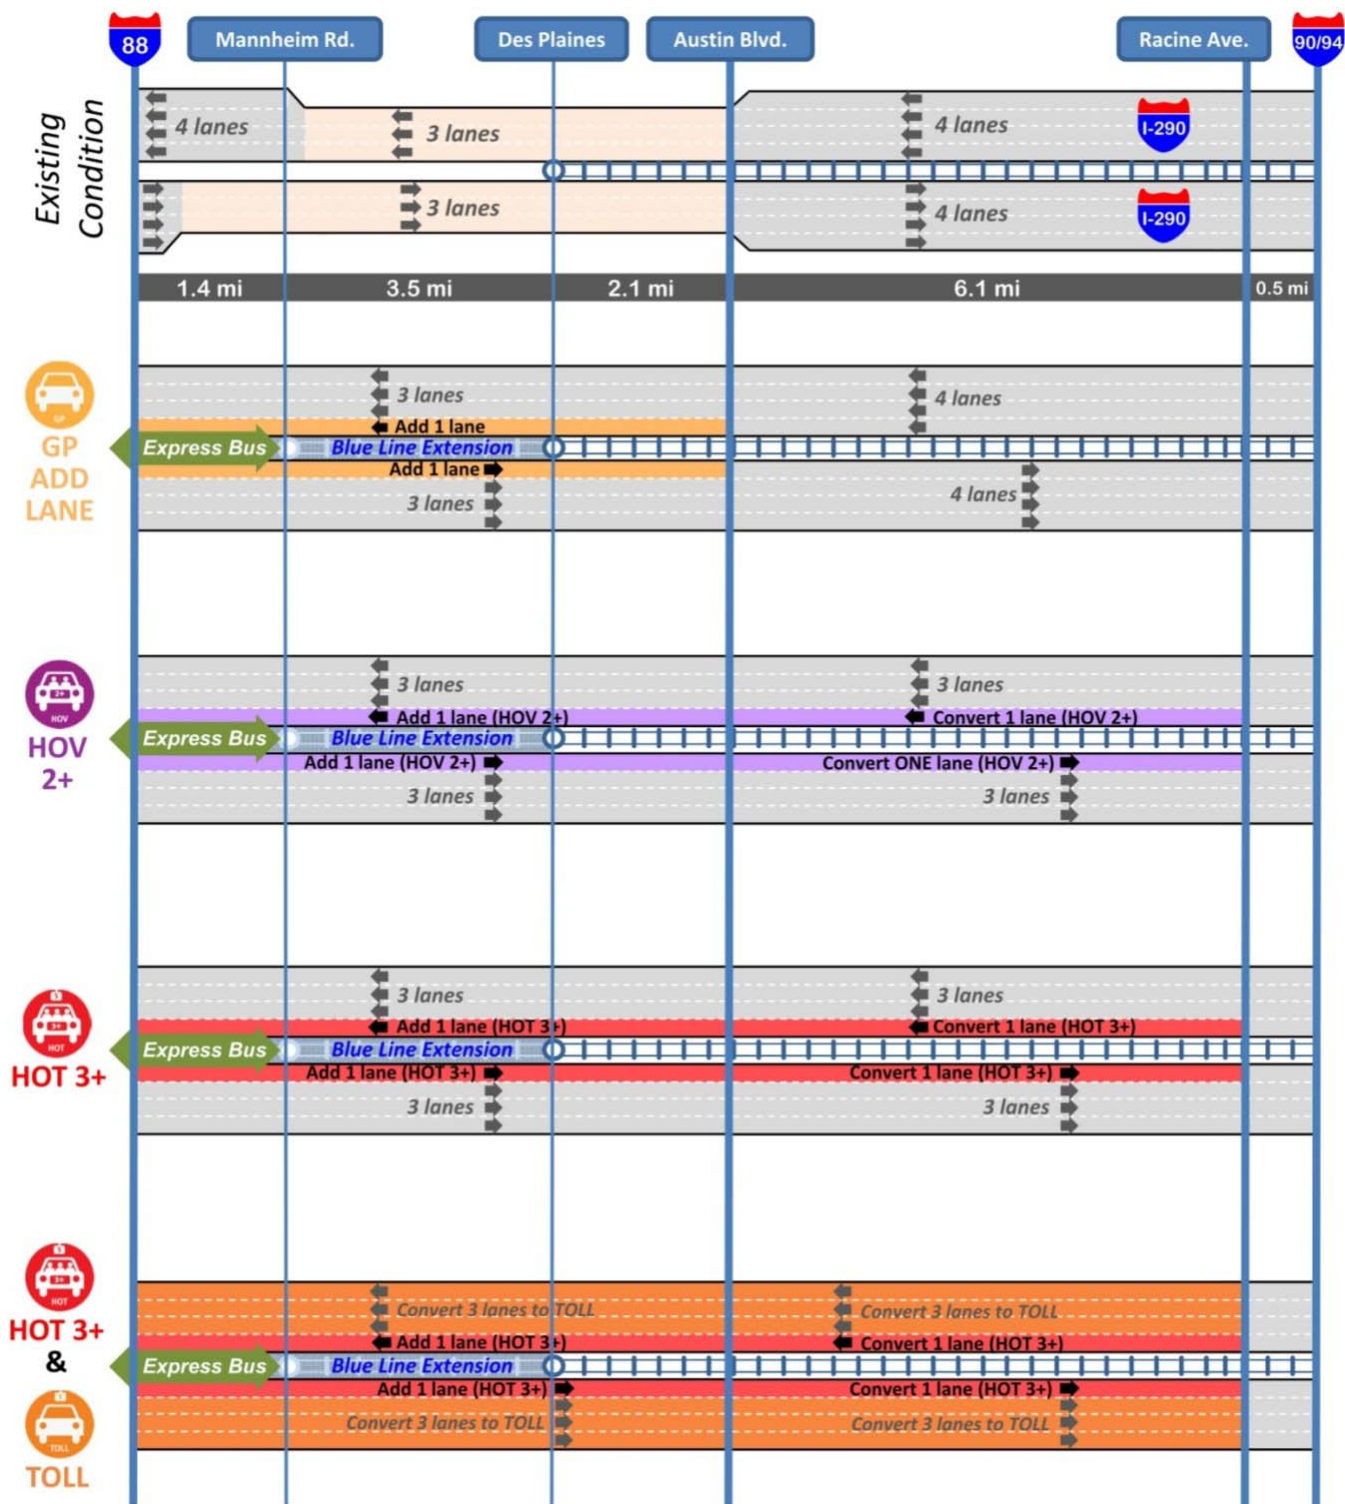 88
Mannheim Rd.
Des Plaines
Austin Blvd.
Racine Ave.
90/94
Existing
Condition
4 lanes
3 lanes
4 lanes
I-290
3 lanes
4 lanes
I-290
1.4 mi
3.5 mi
2.1 mi
6.1 mi
0.5 mi
GP
GP
ADD
LANE
3 lanes
4 lanes
Add 1 lane
Express Bus
Blue Line Extension
Add 1 lane
3 lanes
4 lanes
2+
HOV
HOV
2+
3 lanes
3 lanes
Add 1 lane (HOV 2+)
Convert 1 lane (HOV 2+)
Express Bus
Blue Line Extension
Add 1 lane (HOV 2+)
Convert ONE lane (HOV 2+)
3 lanes
3 lanes
$
3+
HOT
HOT 3+
3 lanes
3 lanes
Add 1 lane (HOT 3+)
Convert 1 lane (HOT 3+)
Express Bus
Blue Line Extension
Add 1 lane (HOT 3+)
Convert 1 lane (HOT 3+)
3 lanes
3 lanes
$
3+
HOT
HOT 3+
&
$
TOLL
TOLL
Convert 3 lanes to TOLL
Convert 3 lanes to TOLL
Add 1 lane (HOT 3+)
Convert 1 lane (HOT 3+)
Express Bus
Blue Line Extension
Add 1 lane (HOT 3+)
Convert 1 lane (HOT 3+)
Convert 3 lanes to TOLL
Convert 3 lanes to TOLL